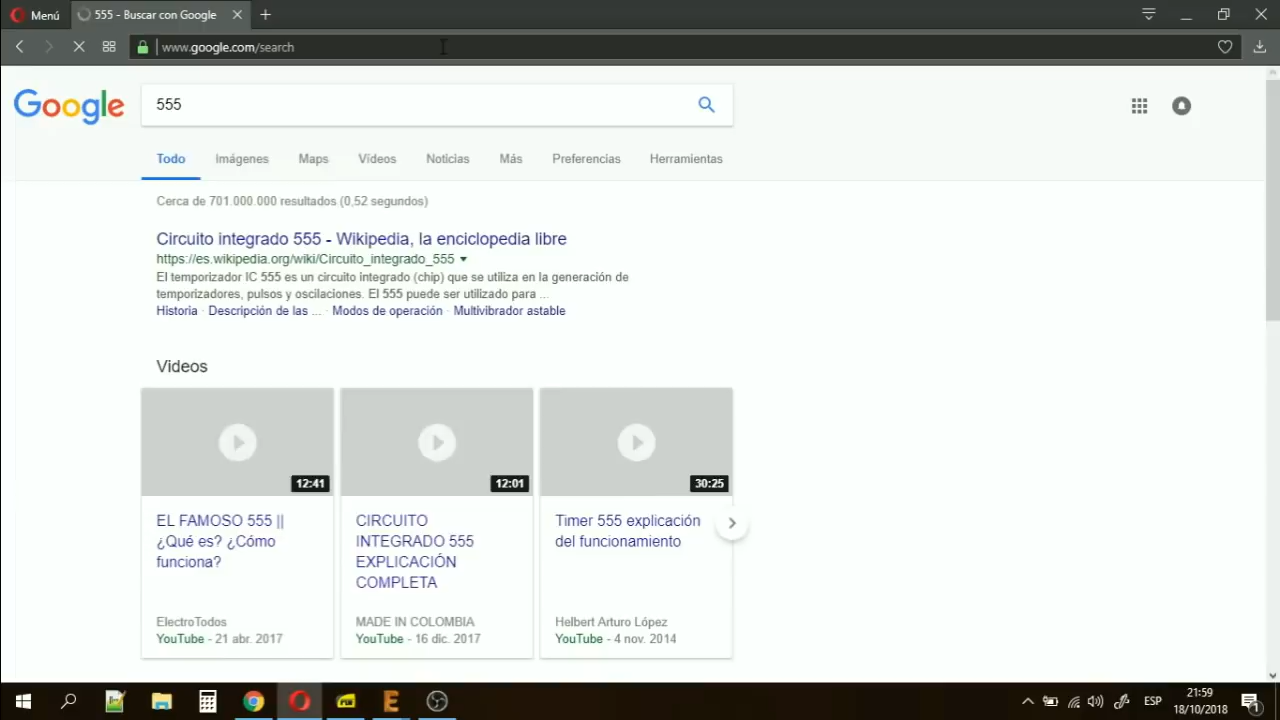 Menú
555 - Buscar con Google
www.google.com/search
Google
555
Todo Imágenes Maps Vídeos Noticias Más Preferencias Herramientas
Cerca de 701.000.000 resultados (0,52 segundos)
Circuito integrado 555 - Wikipedia, la enciclopedia libre
https://es.wikipedia.org/wiki/Circuito_integrado_555
El temporizador IC 555 es un circuito integrado (chip) que se utiliza en la generación de
temporizadores, pulsos y oscilaciones. El 555 puede ser utilizado para ...
Historia · Descripción de las ... · Modos de operación · Multivibrador astable
Videos
12:41
EL FAMOSO 555 ||
¿Qué es? ¿Cómo
funciona?
ElectroTodos
YouTube - 21 abr. 2017
12:01
CIRCUITO
INTEGRADO 555
EXPLICACIÓN
COMPLETA
MADE IN COLOMBIA
YouTube - 16 dic. 2017
30:25
Timer 555 explicación
del funcionamiento
Helbert Arturo López
YouTube - 4 nov. 2014
ESP
21:59
18/10/2018
1